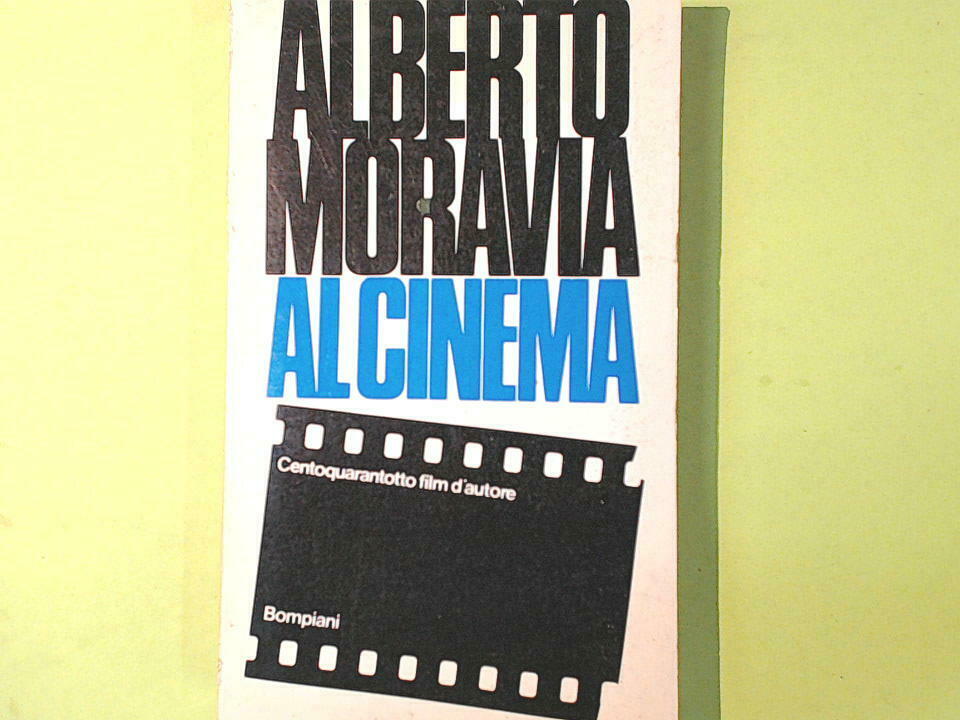 ALBERTO
MORAVIA
AL CINEMA
Centoquarantotto film d'autore
Bompiani